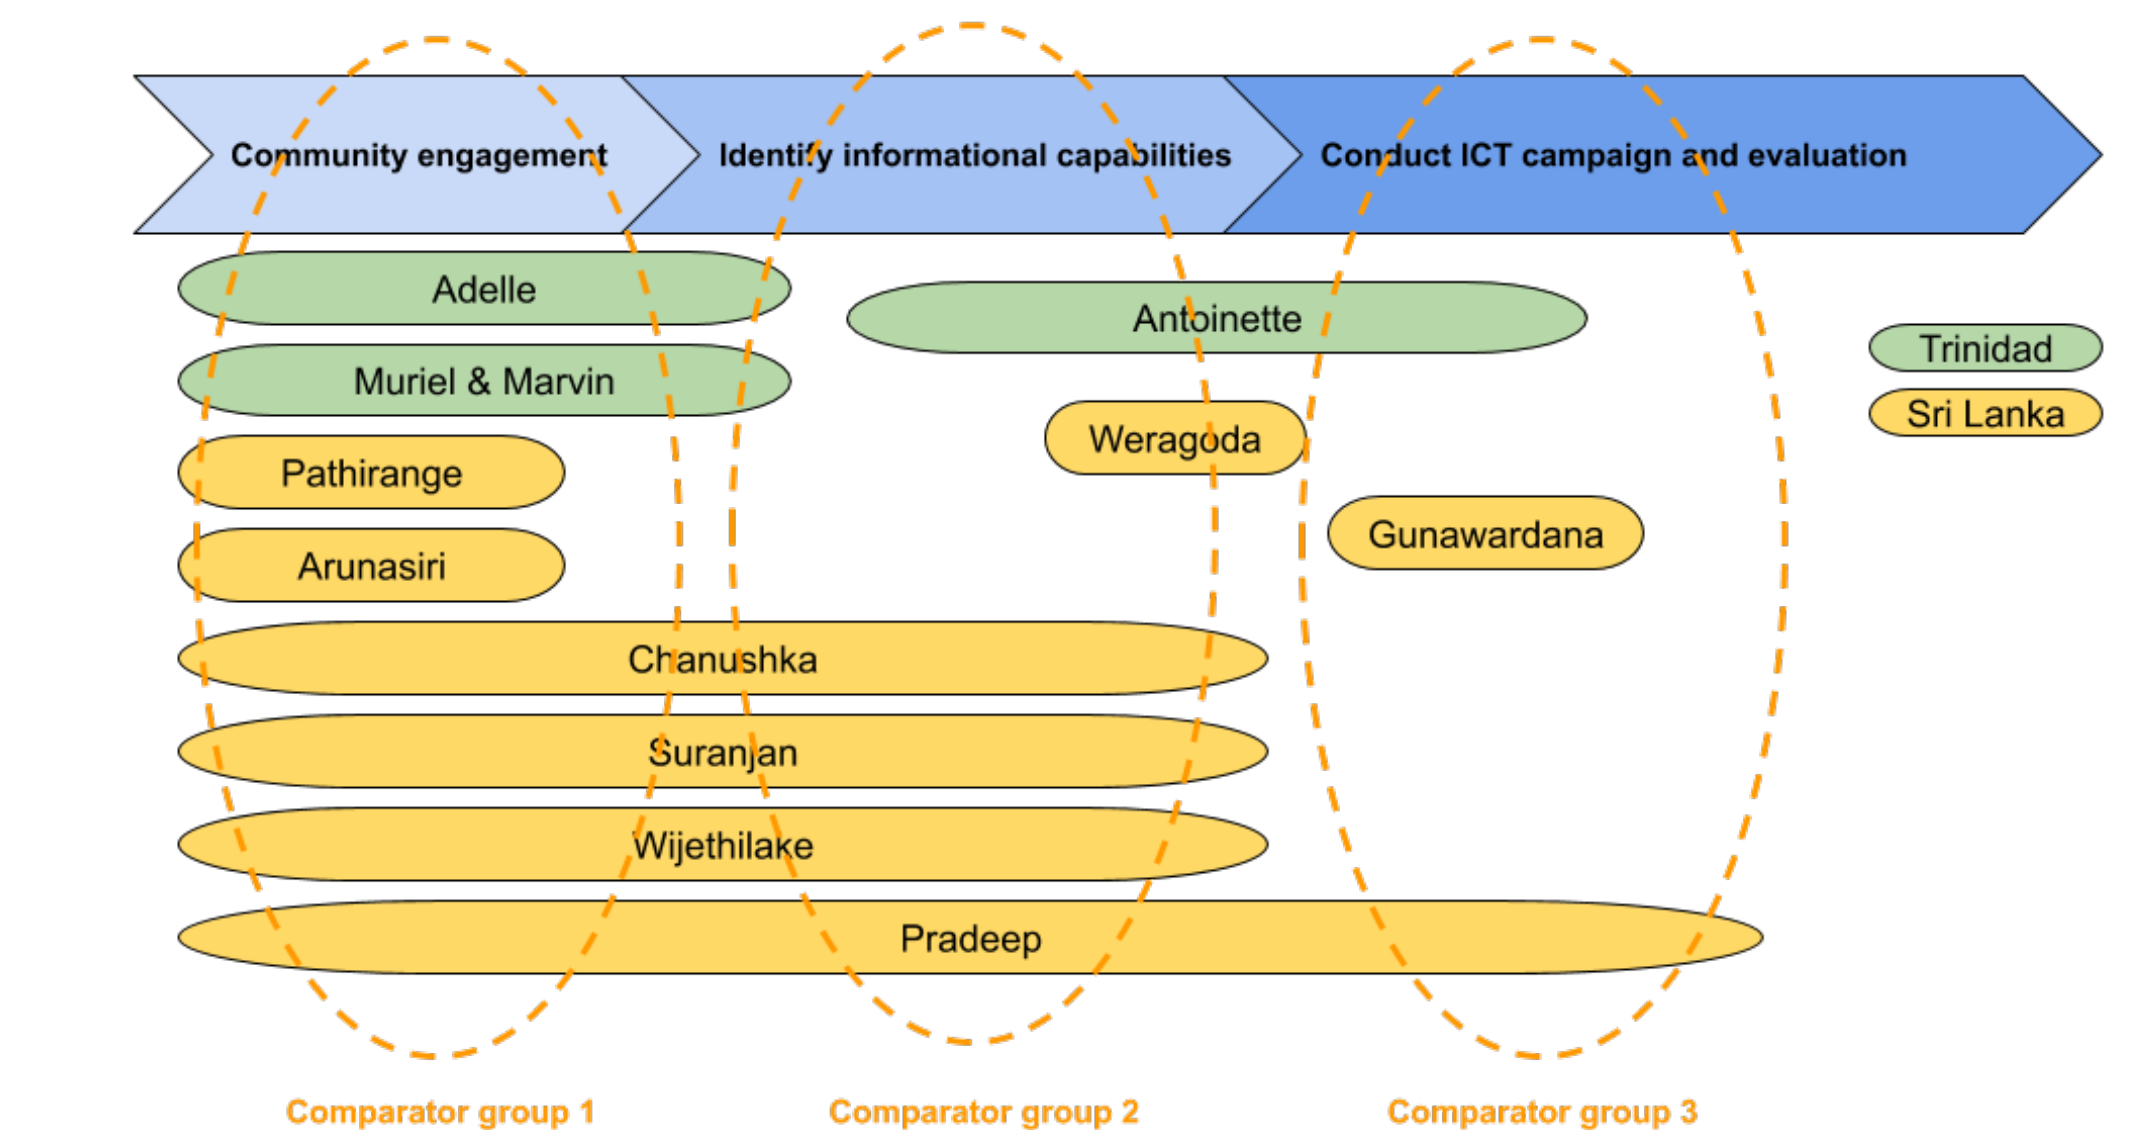 Community engagement
Identify informational capabilities
Conduct ICT campaign and evaluation
Adelle
Antoinette
Trinidad
Muriel & Marvin
Sri Lanka
Weragoda
Pathirange
Gunawardana
Arunasiri
Chanushka
Suranjan
Wijethilake
Pradeep
Comparator group 1
Comparator group 2
Comparator group 3